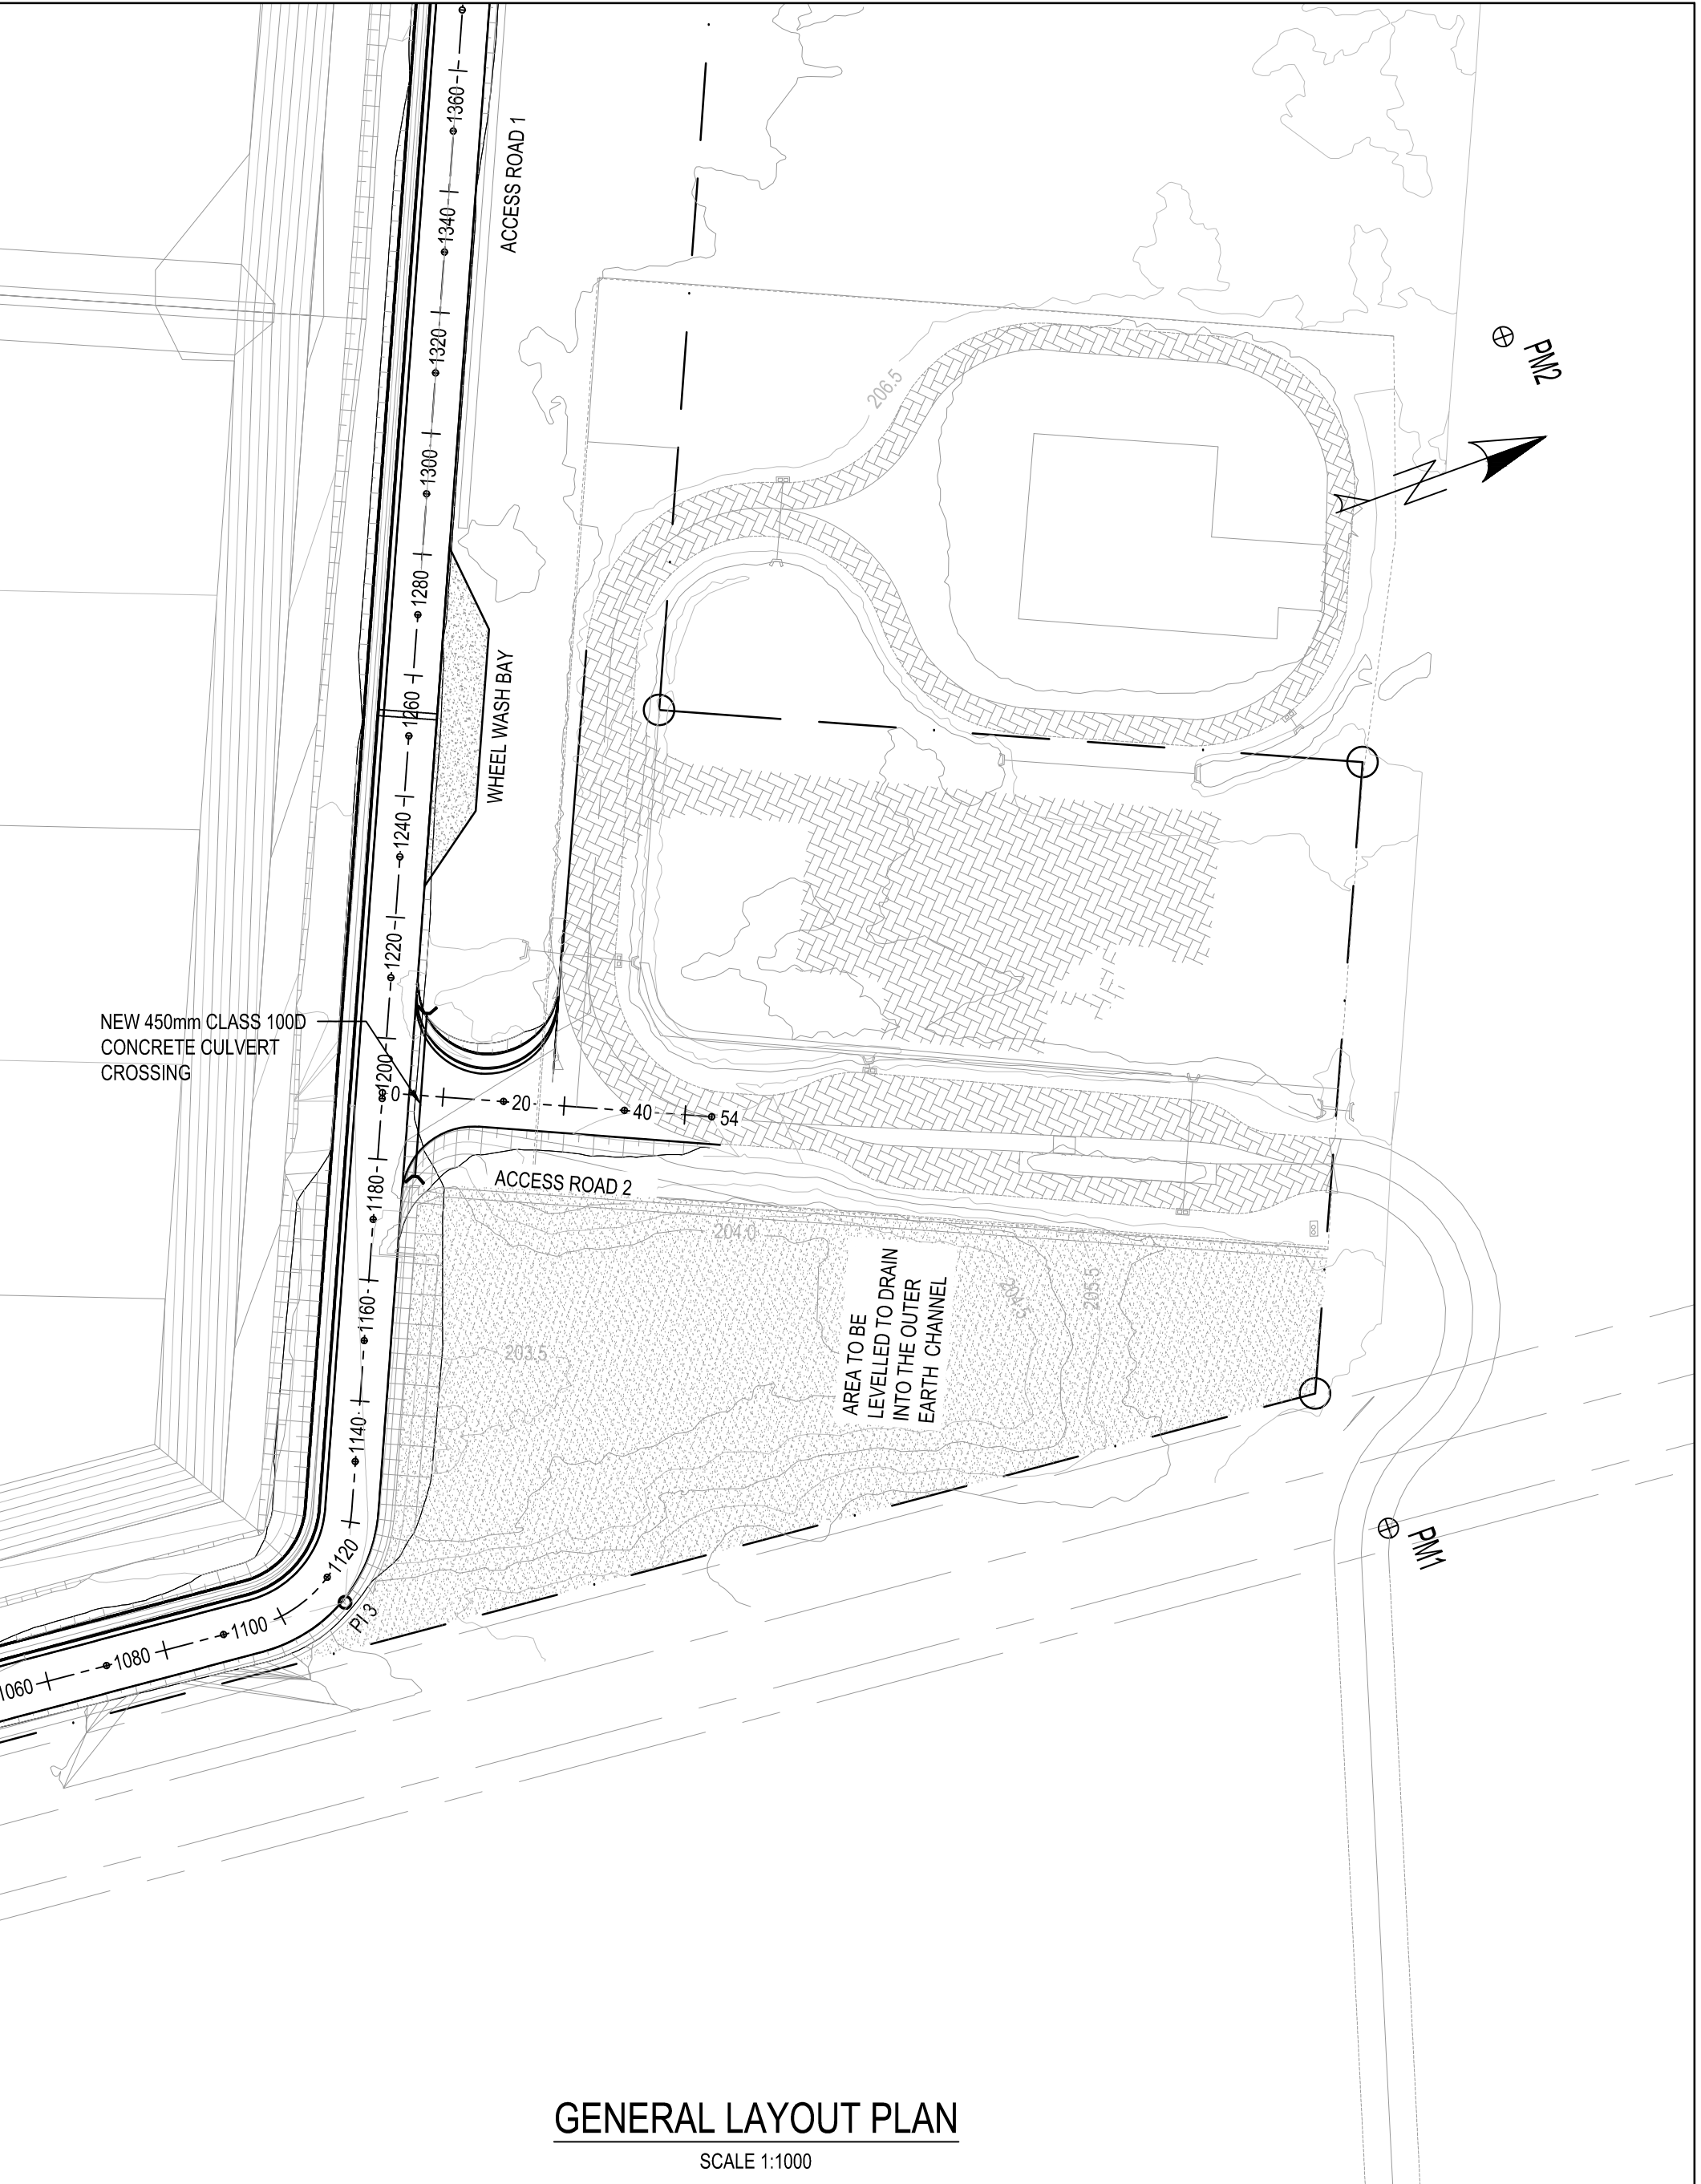 1360
1340
ACCESS ROAD 1
1320
PM2
206.5
1300
1280
WHEEL WASH BAY
1260
1240
1220
NEW 450mm CLASS 100D
CONCRETE CULVERT
CROSSING
1200
0
20
40
54
1180
ACCESS ROAD 2
204.0
AREA TO BE
LEVELLED TO DRAIN
INTO THE OUTER
EARTH CHANNEL
205.5
1160
203.5
1140
PM1
1120
PI 3
1100
1080
1060
GENERAL LAYOUT PLAN
SCALE 1:1000